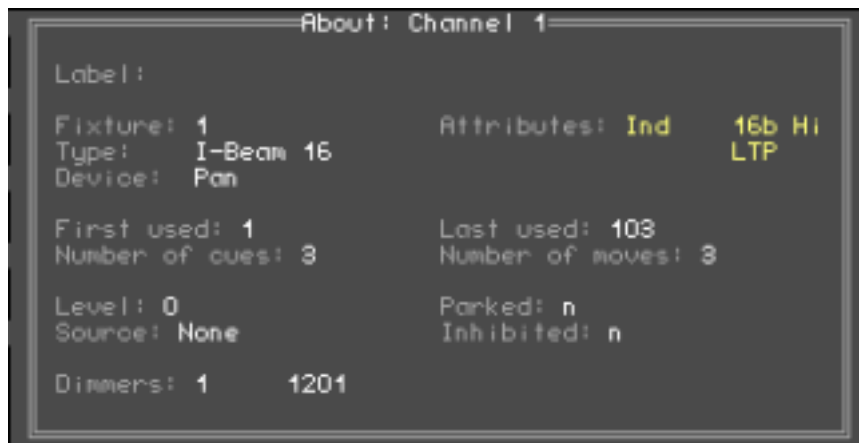 About: Channel 1
Label:
Fixture: 1 Attributes: Ind 16b Hi
Type: I-Beam 16 LTP
Device: Pan
First used: 1 Last used: 103
Number of cues: 3 Number of moves: 3
Level: 0 Parked: n
Source: None Inhibited: n
Dimmers: 1 1201